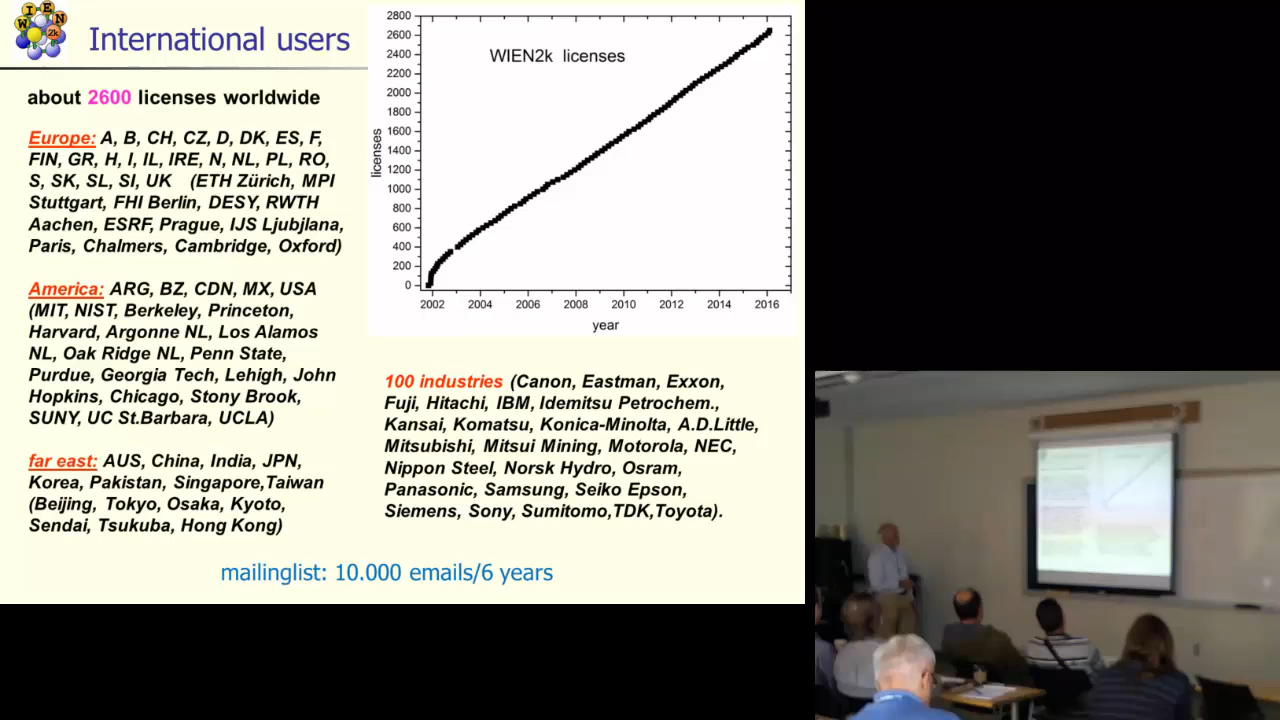 WIEN
2k
International users
about 2600 licenses worldwide
Europe: A, B, CH, CZ, D, DK, ES, F,
FIN, GR, H, I, IL, IRE, N, NL, PL, RO,
S, SK, SL, SI, UK (ETH Zürich, MPI
Stuttgart, FHI Berlin, DESY, RWTH
Aachen, ESRF, Prague, IJS Ljubjlana,
Paris, Chalmers, Cambridge, Oxford)
America: ARG, BZ, CDN, MX, USA
(MIT, NIST, Berkeley, Princeton,
Harvard, Argonne NL, Los Alamos
NL, Oak Ridge NL, Penn State,
Purdue, Georgia Tech, Lehigh, John
Hopkins, Chicago, Stony Brook,
SUNY, UC St.Barbara, UCLA)
far east: AUS, China, India, JPN,
Korea, Pakistan, Singapore,Taiwan
(Beijing, Tokyo, Osaka, Kyoto,
Sendai, Tsukuba, Hong Kong)
WIEN2k licenses
licenses
2800
2600
2400
2200
2000
1800
1600
1400
1200
1000
800
600
400
200
0
2002 2004 2006 2008 2010 2012 2014 2016
year
100 industries (Canon, Eastman, Exxon,
Fuji, Hitachi, IBM, Idemitsu Petrochem.,
Kansai, Komatsu, Konica-Minolta, A.D.Little,
Mitsubishi, Mitsui Mining, Motorola, NEC,
Nippon Steel, Norsk Hydro, Osram,
Panasonic, Samsung, Seiko Epson,
Siemens, Sony, Sumitomo,TDK,Toyota).
mailinglist: 10.000 emails/6 years